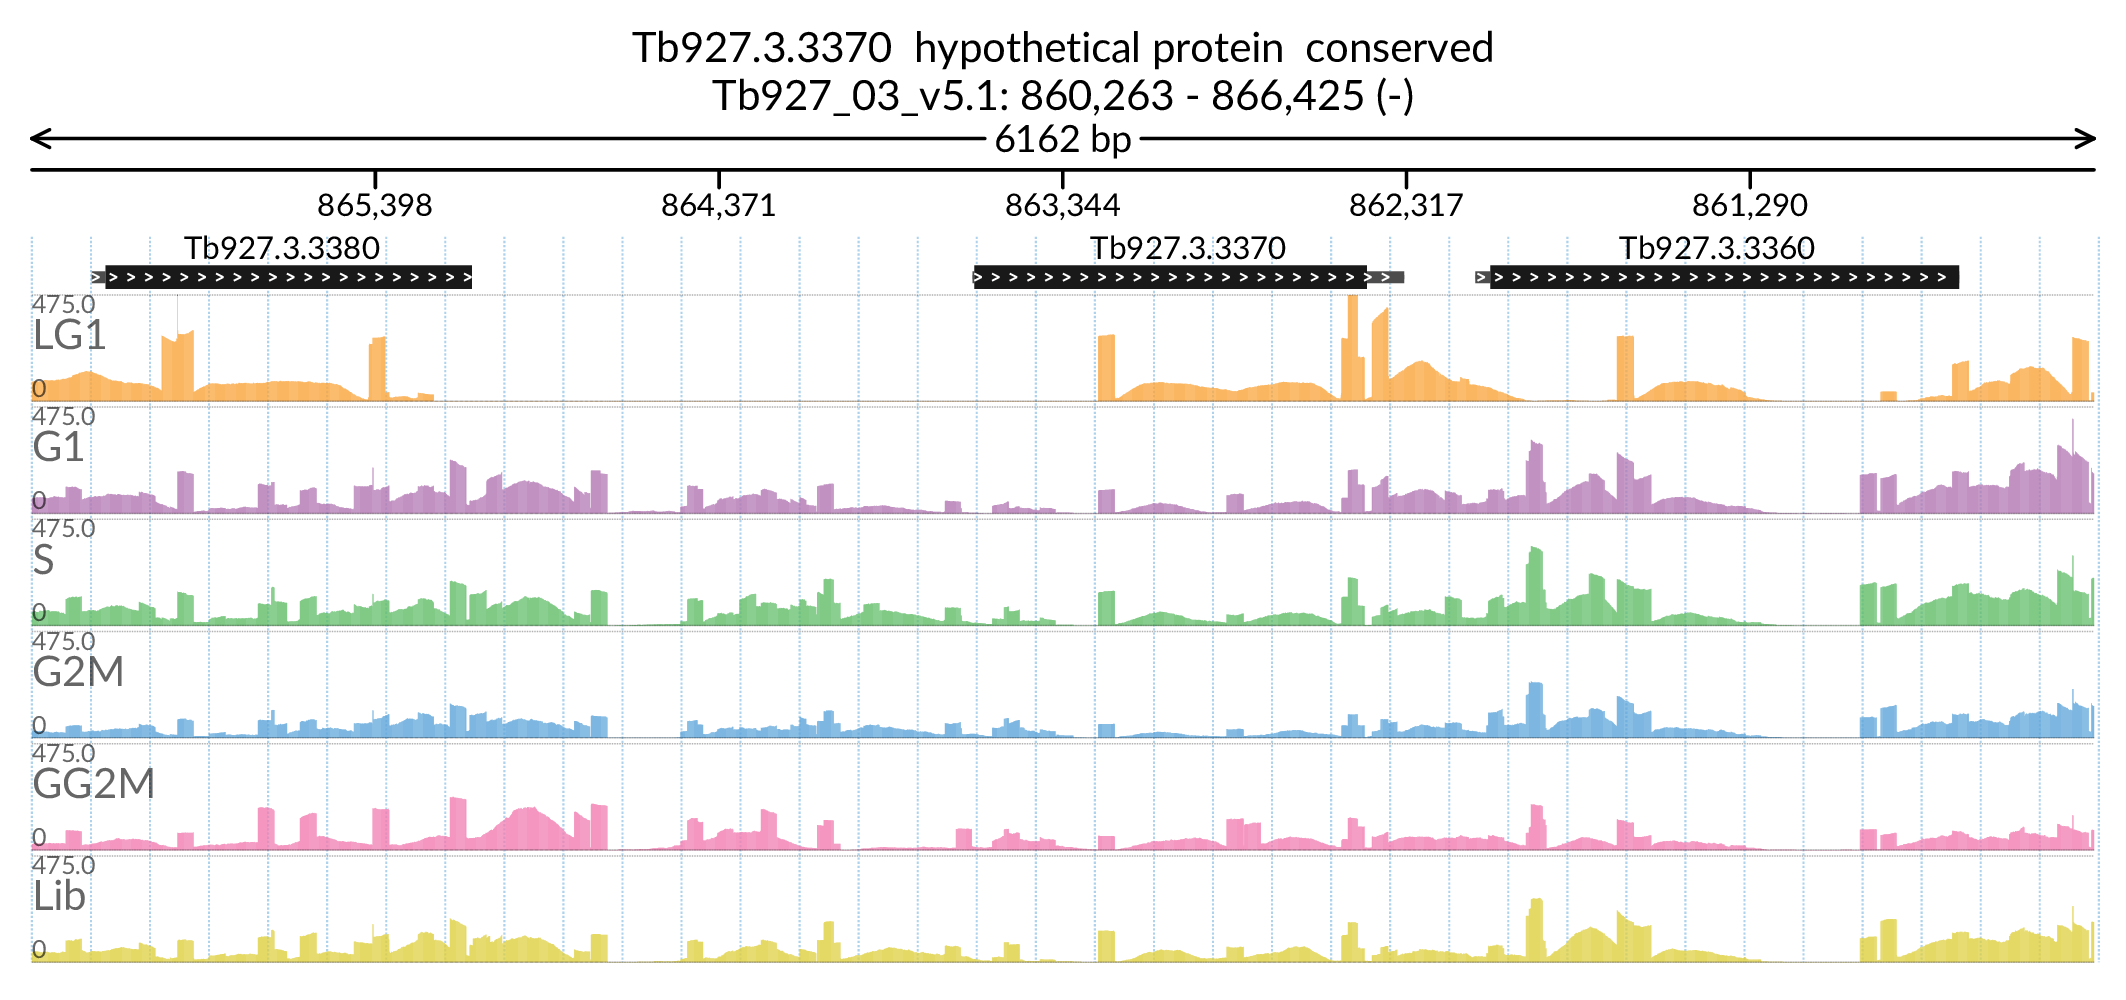 Tb927.3.3370 hypothetical protein conserved
Tb927_03_v5.1: 860,263 - 866,425 (-)
6162 bp
865,398 864,371 863,344 862,317 861,290
Tb927.3.3380 Tb927.3.3370 Tb927.3.3360
475.0
LG1
0
475.0
G1
0
475.0
S
0
475.0
G2M
0
475.0
GG2M
0
475.0
Lib
0